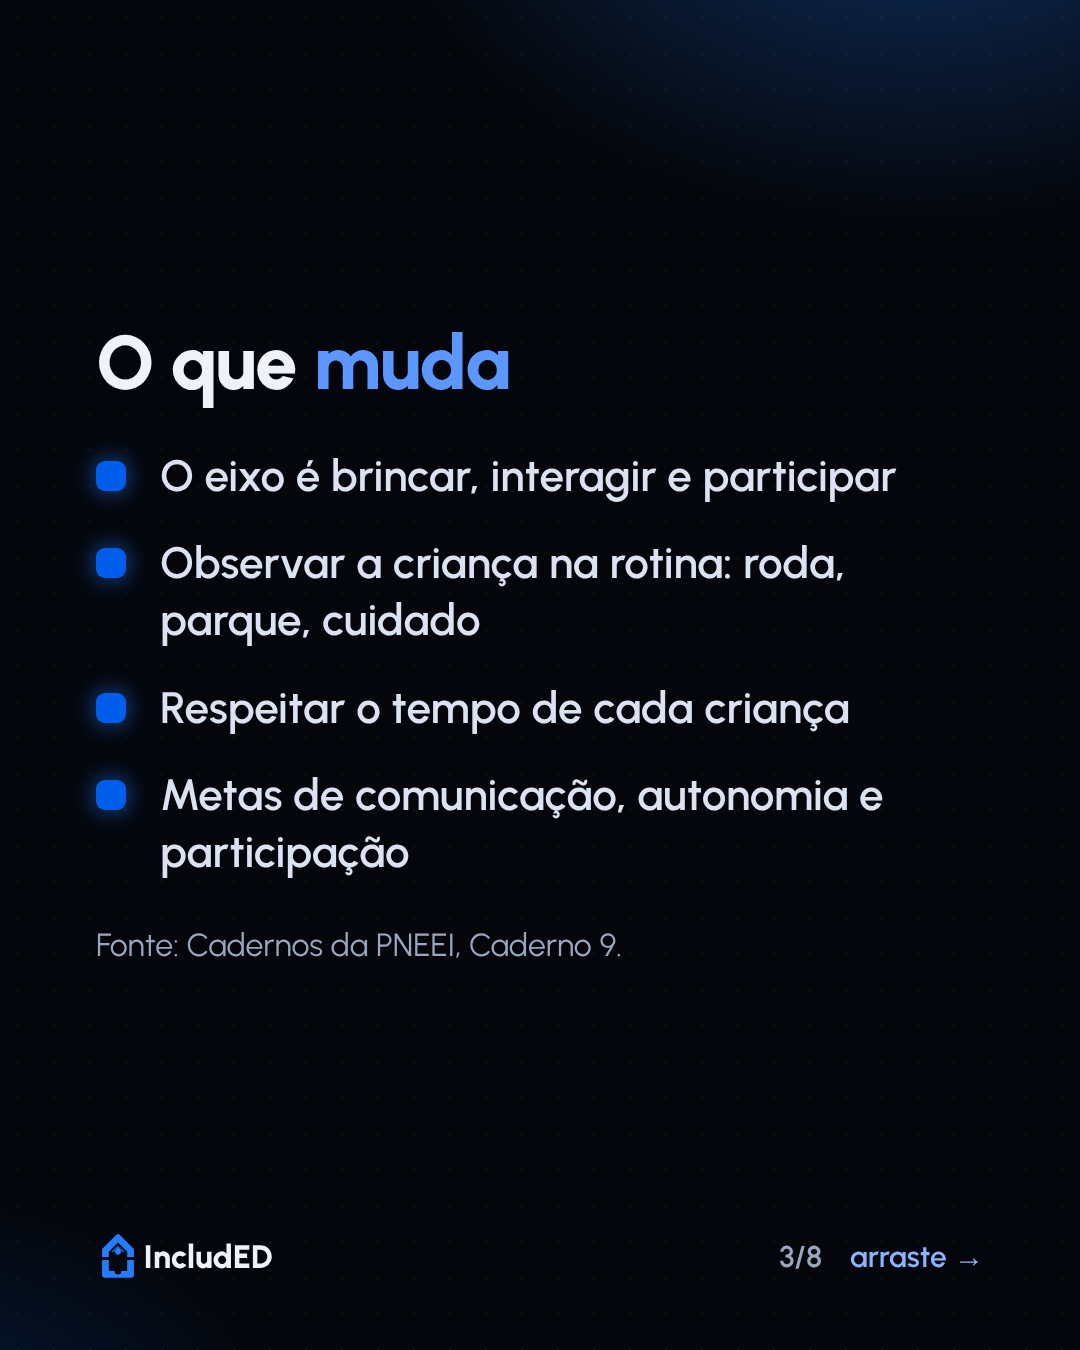 O que muda
O eixo é brincar, interagir e participar
Observar a criança na rotina: roda,
parque, cuidado
Respeitar o tempo de cada criança
Metas de comunicação, autonomia e
participação
Fonte: Cadernos da PNEEI, Caderno 9.
IncludED
3/8 arraste →